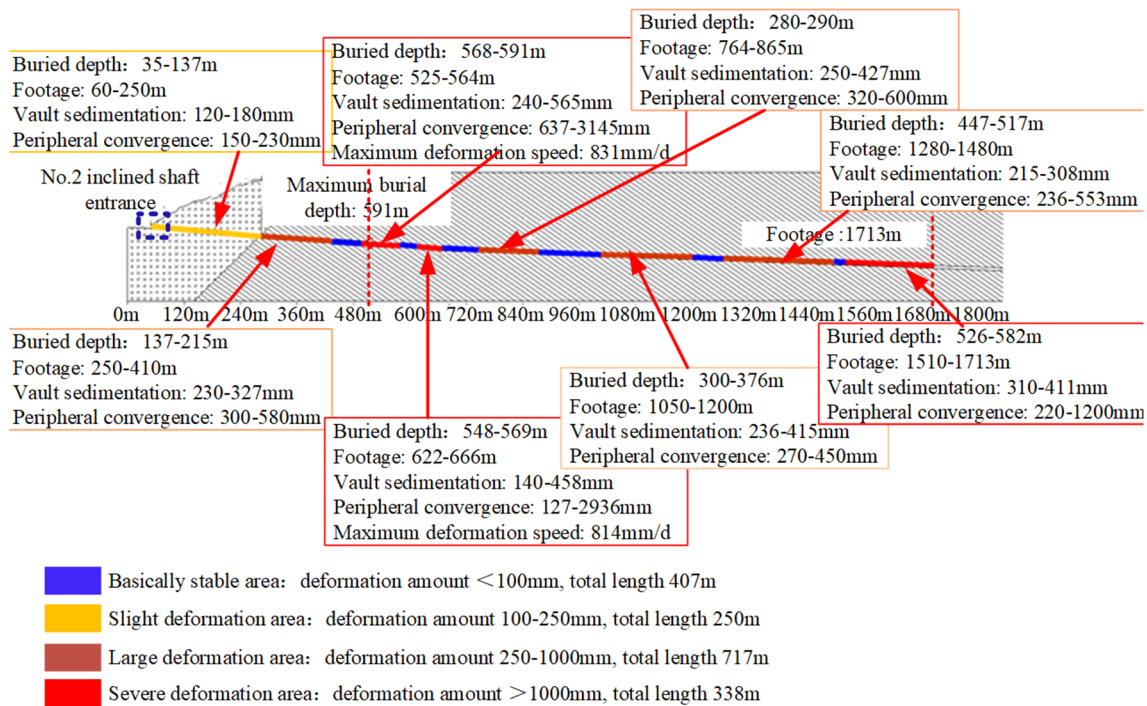 Buried depth: 35-137m
Footage: 60-250m
Vault sedimentation: 120-180mm
Peripheral convergence: 150-230mm
Buried depth: 568-591m
Footage: 525-564m
Vault sedimentation: 240-565mm
Peripheral convergence: 637-3145mm
Maximum deformation speed: 831mm/d
Buried depth: 280-290m
Footage: 764-865m
Vault sedimentation: 250-427mm
Peripheral convergence: 320-600mm
Buried depth: 447-517m
Footage: 1280-1480m
Vault sedimentation: 215-308mm
Peripheral convergence: 236-553mm
No.2 inclined shaft
entrance
Maximum burial
depth: 591m
Footage :1713m
0m 120m 240m 360m 480m 600m 720m 840m 960m 1080m 1200m 1320m 1440m 1560m 1680m 1800m
Buried depth: 137-215m
Footage: 250-410m
Vault sedimentation: 230-327mm
Peripheral convergence: 300-580mm
Buried depth: 548-569m
Footage: 622-666m
Vault sedimentation: 140-458mm
Peripheral convergence: 127-2936mm
Maximum deformation speed: 814mm/d
Buried depth: 300-376m
Footage: 1050-1200m
Vault sedimentation: 236-415mm
Peripheral convergence: 270-450mm
Buried depth: 526-582m
Footage: 1510-1713m
Vault sedimentation: 310-411mm
Peripheral convergence: 220-1200mm
Basically stable area: deformation amount <100mm, total length 407m
Slight deformation area: deformation amount 100-250mm, total length 250m
Large deformation area: deformation amount 250-1000mm, total length 717m
Severe deformation area: deformation amount >1000mm, total length 338m